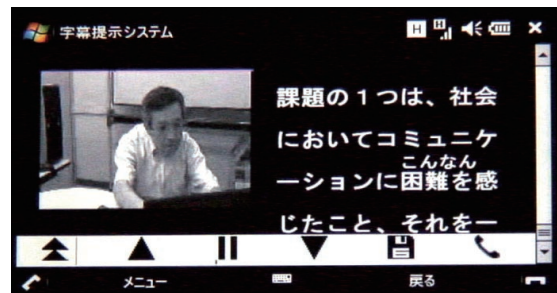 字幕提示システム
H
H
課題の１つは、社会
においてコミュニケ
ーションに困難を感
こんなん
じたこと、それを一
メニュー
戻る